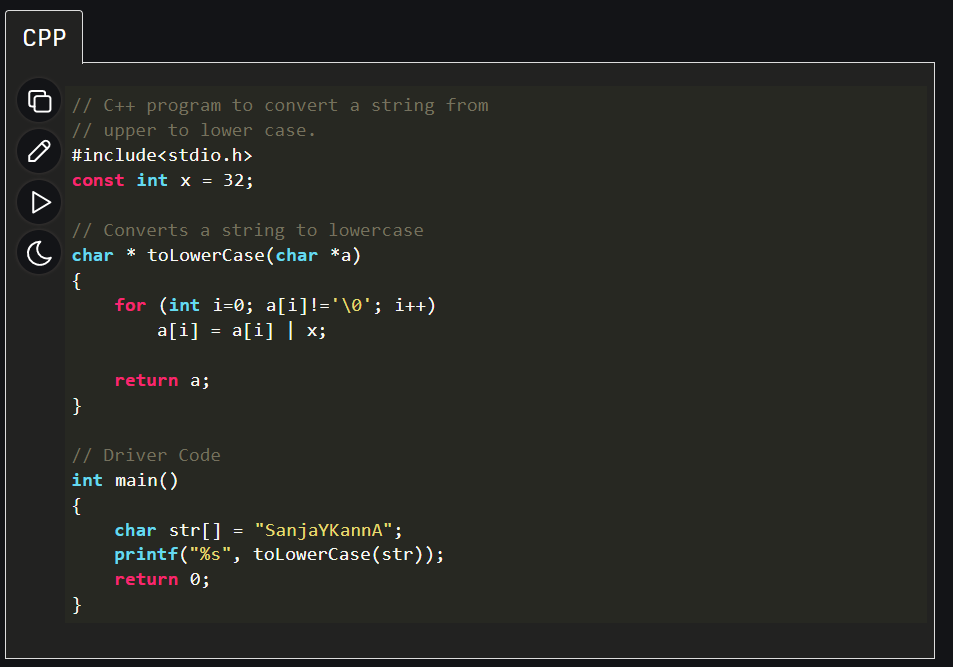 CPP
// C++ program to convert a string from
// upper to lower case.
#include<stdio.h>
const int x = 32;
// Converts a string to lowercase
char * toLowerCase(char *a)
{
    for (int i=0; a[i]!='\0'; i++)
        a[i] = a[i] | x;
    return a;
}
// Driver Code
int main()
{
    char str[] = "SanjaYKannA";
    printf("%s", toLowerCase(str));
    return 0;
}